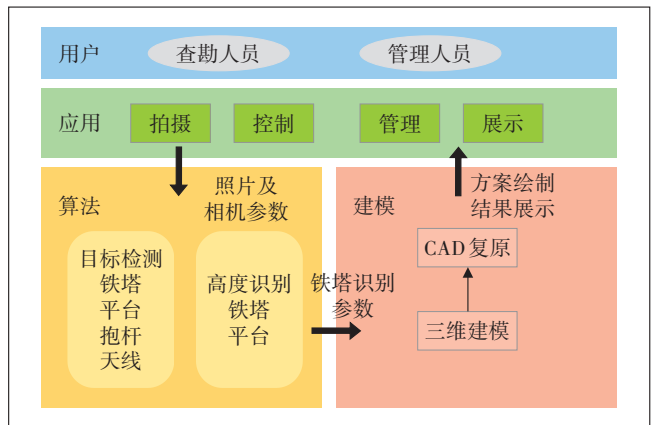 用户
查勘人员
管理人员
应用
拍摄
控制
管理
展示
算法
照片及
相机参数
目标检测
铁塔
平台
抱杆
天线
高度识别
铁塔
平台
铁塔识别
参数
建模
方案绘制
结果展示
CAD复原
三维建模